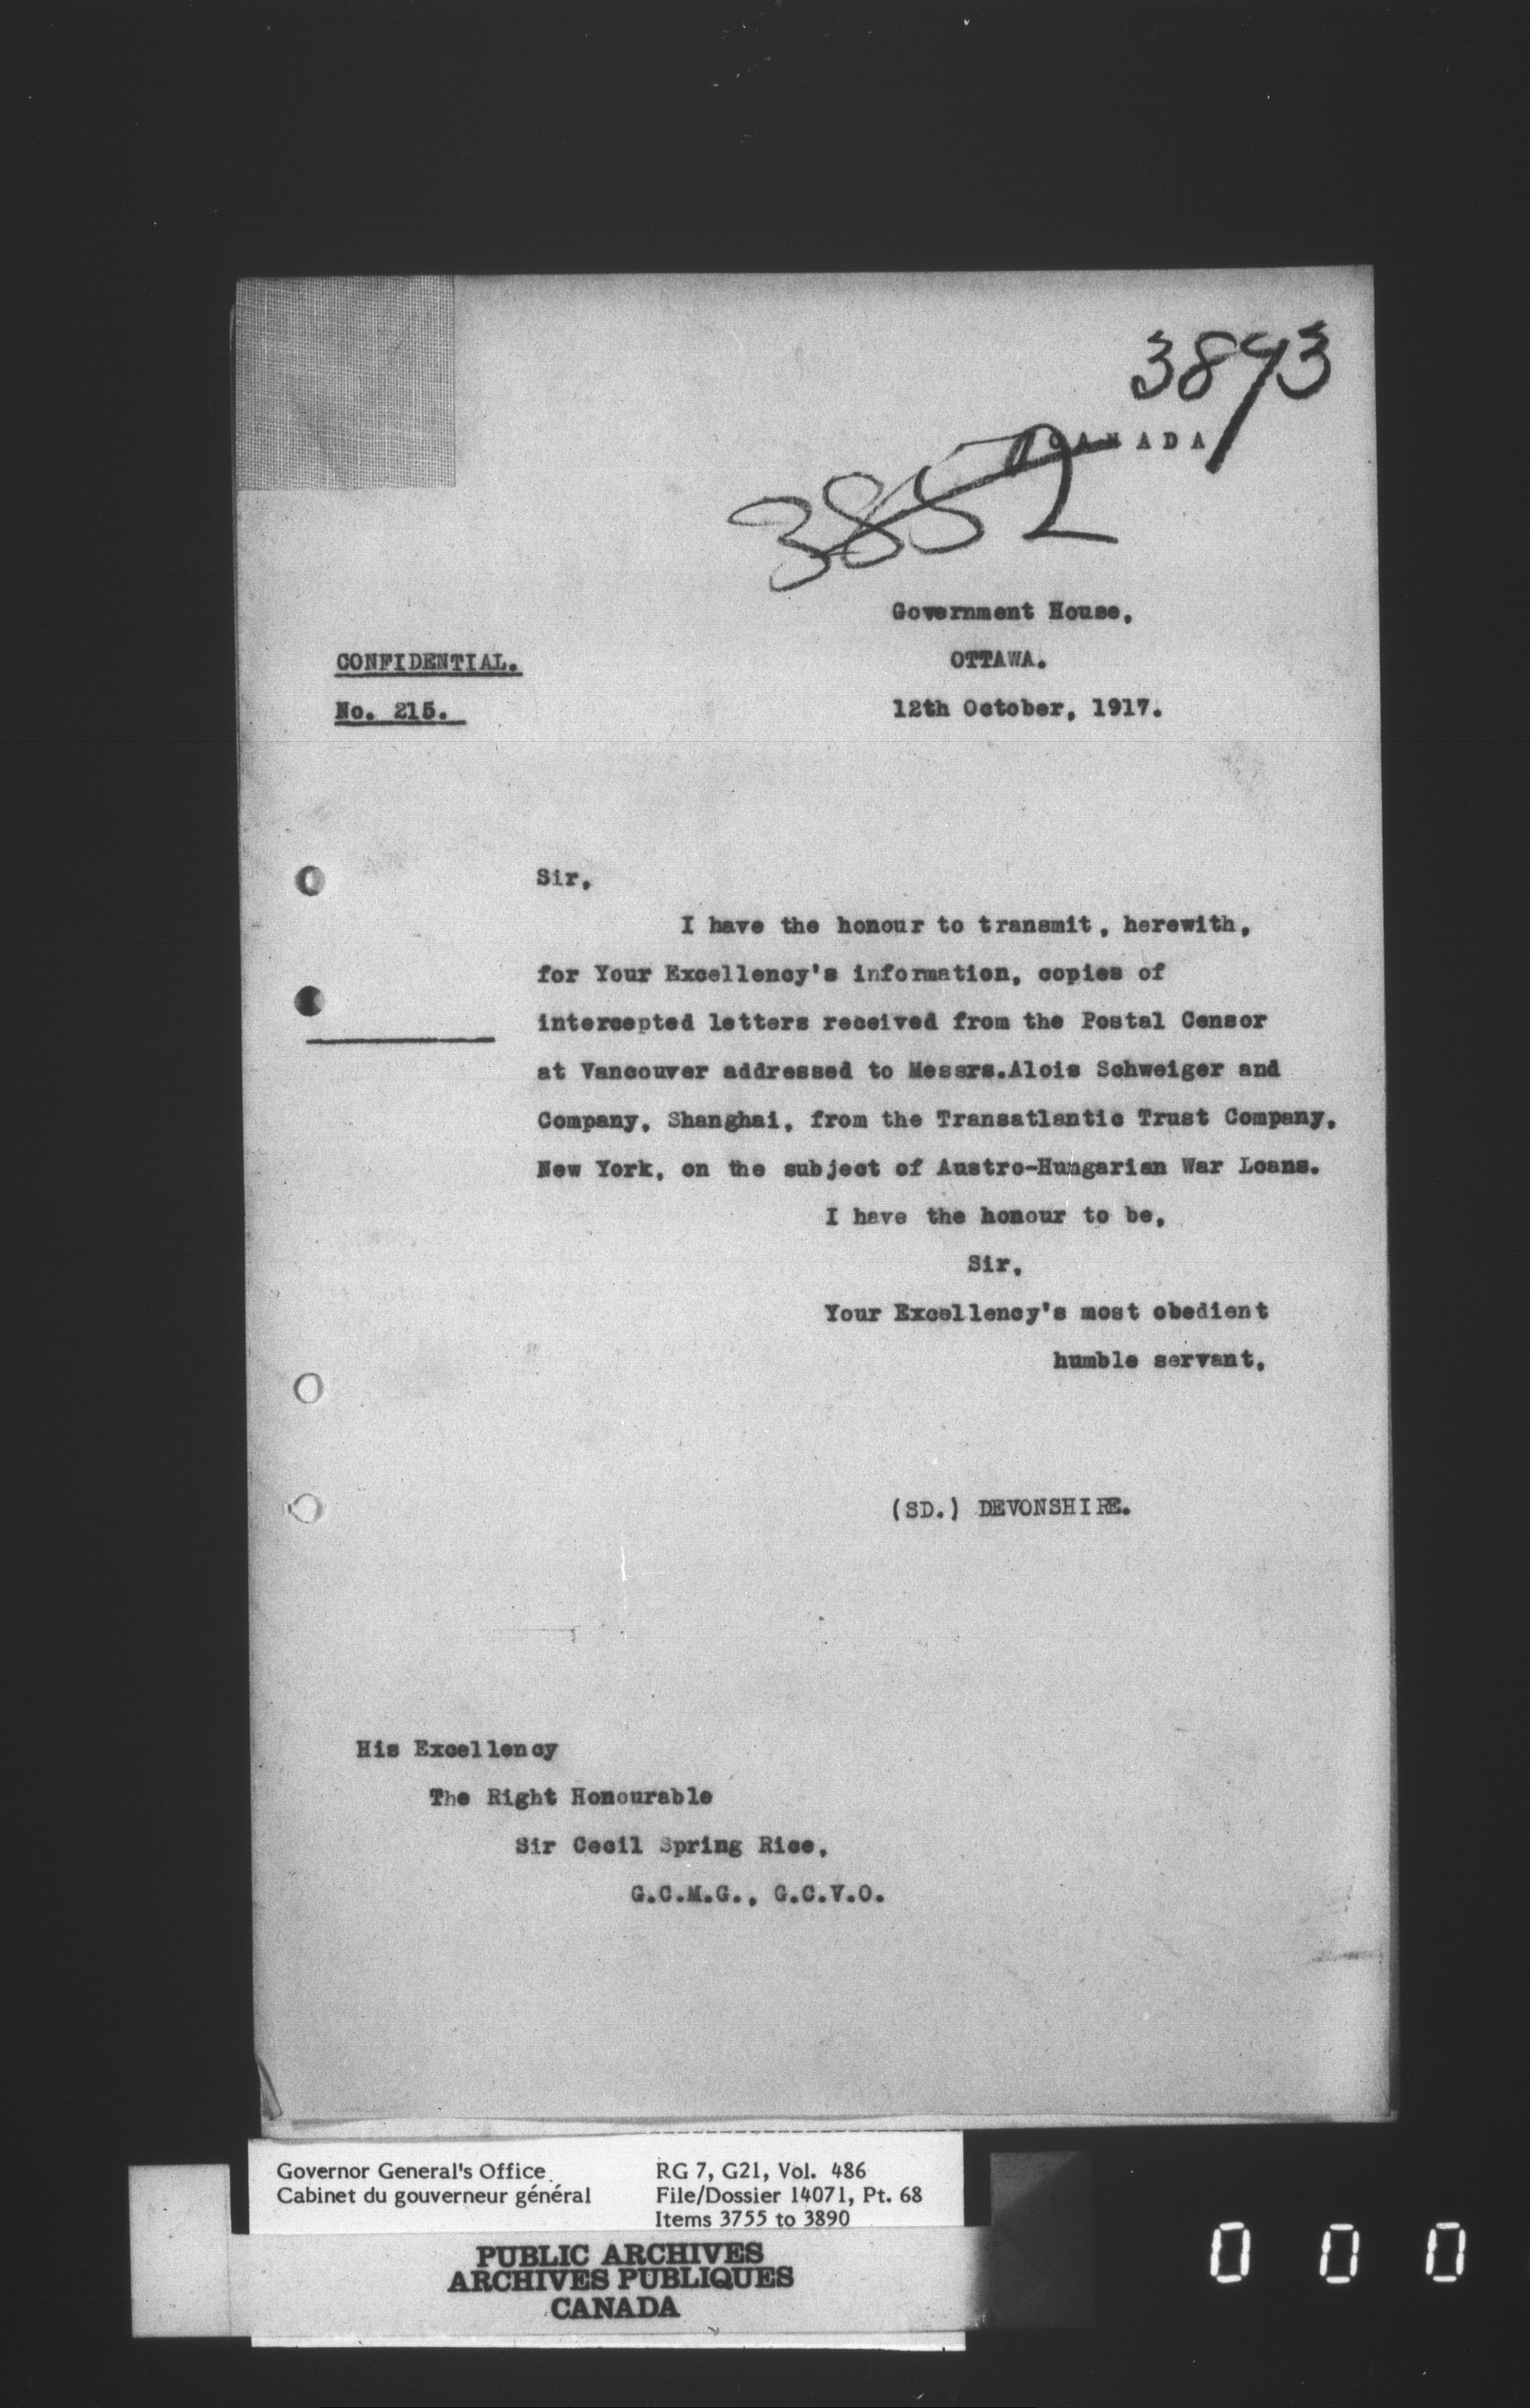 3843
CANADA
3852
Government House,
CONFIDENTIAL.
OTTAWA.
No. 215.
12th October, 1917.
Sir,
I have the honour to transmit, herewith,
for Your Excellency's information, copies of
intercepted letters received from the Postal Censor
at Vancouver addressed to Messrs.Alois Schweiger and
Company, Shanghai, from the Transatlantic Trust Company,
New York, on the subject of Austro-Hungarian War Loans.
I have the honour to be,
Sir,
Your Excellency's most obedient
humble servant,
(SD.) DEVONSHIRE.
His Excellency
The Right Honourable
Sir Cecil Spring Rice,
G.C.M.G., G.C.V.O.
Governor General's Office
Cabinet du gouverneur général
RG 7, G21, Vol. 486
File/Dossier 14071, Pt. 68
Items 3755 to 3890
PUBLIC ARCHIVES
ARCHIVES PUBLIQUES
CANADA
0 0 0